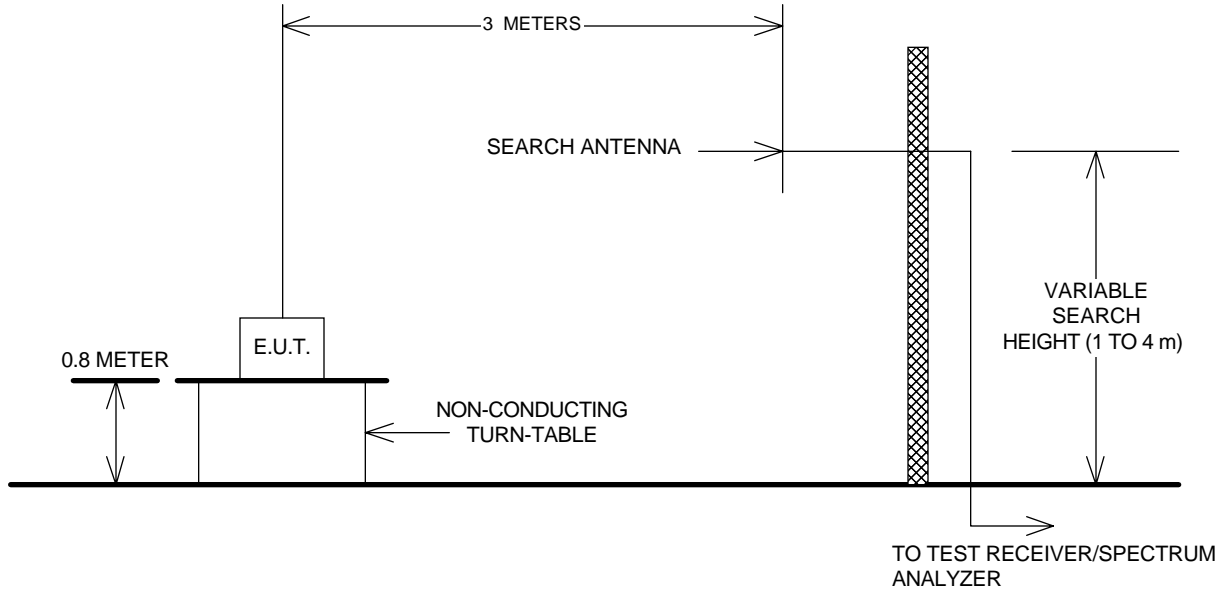 3 METERS
SEARCH ANTENNA
VARIABLE
SEARCH
HEIGHT (1 TO 4 m)
E.U.T.
0.8 METER
NON-CONDUCTING
TURN-TABLE
TO TEST RECEIVER/SPECTRUM
ANALYZER